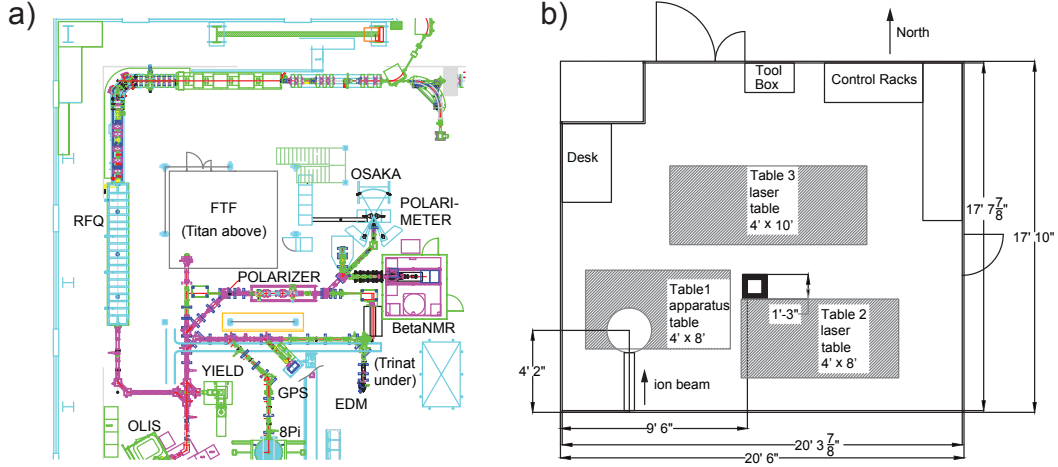 a)
RFQ
FTF
(Titan above)
OSAKA
POLARI-
METER
POLARIZER
BetaNMR
(Trinat
under)
YIELD
GPS
EDM
OLIS
8Pi
b)
North
Tool
Box
Control Racks
Desk
Table 3
laser
table
4' x 10'
17' 7 7/8"
17' 10"
Table1
apparatus
table
4' x 8'
1'-3"
Table 2
laser
table
4' x 8'
4' 2"
ion beam
9' 6"
20' 3 7/8"
20' 6"